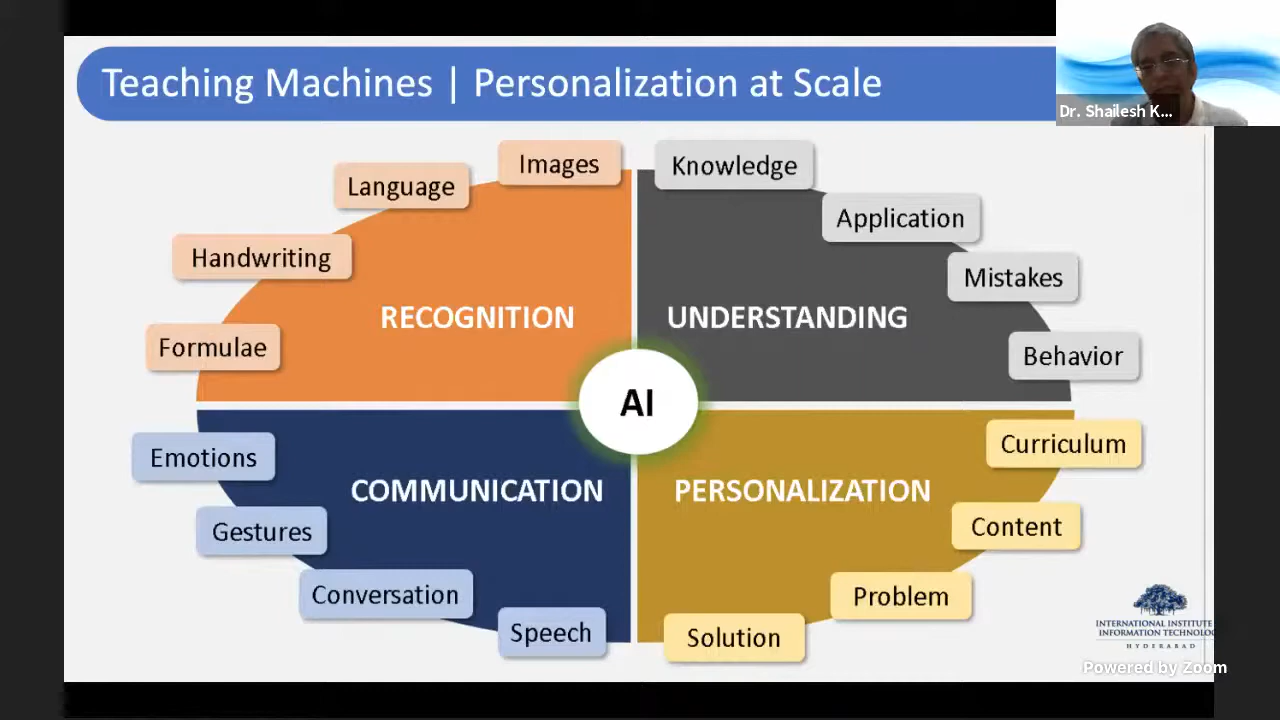 Teaching Machines | Personalization at Scale
Dr. Shailesh K...
Images
Language
Handwriting
Formulae
RECOGNITION
Knowledge
Application
Mistakes
Behavior
UNDERSTANDING
AI
Emotions
Gestures
Conversation
Speech
COMMUNICATION
Curriculum
Content
Problem
Solution
PERSONALIZATION
INTERNATIONAL INSTITUTE
INFORMATION TECHNOLO
HYDERABAD
Powered by Zoom